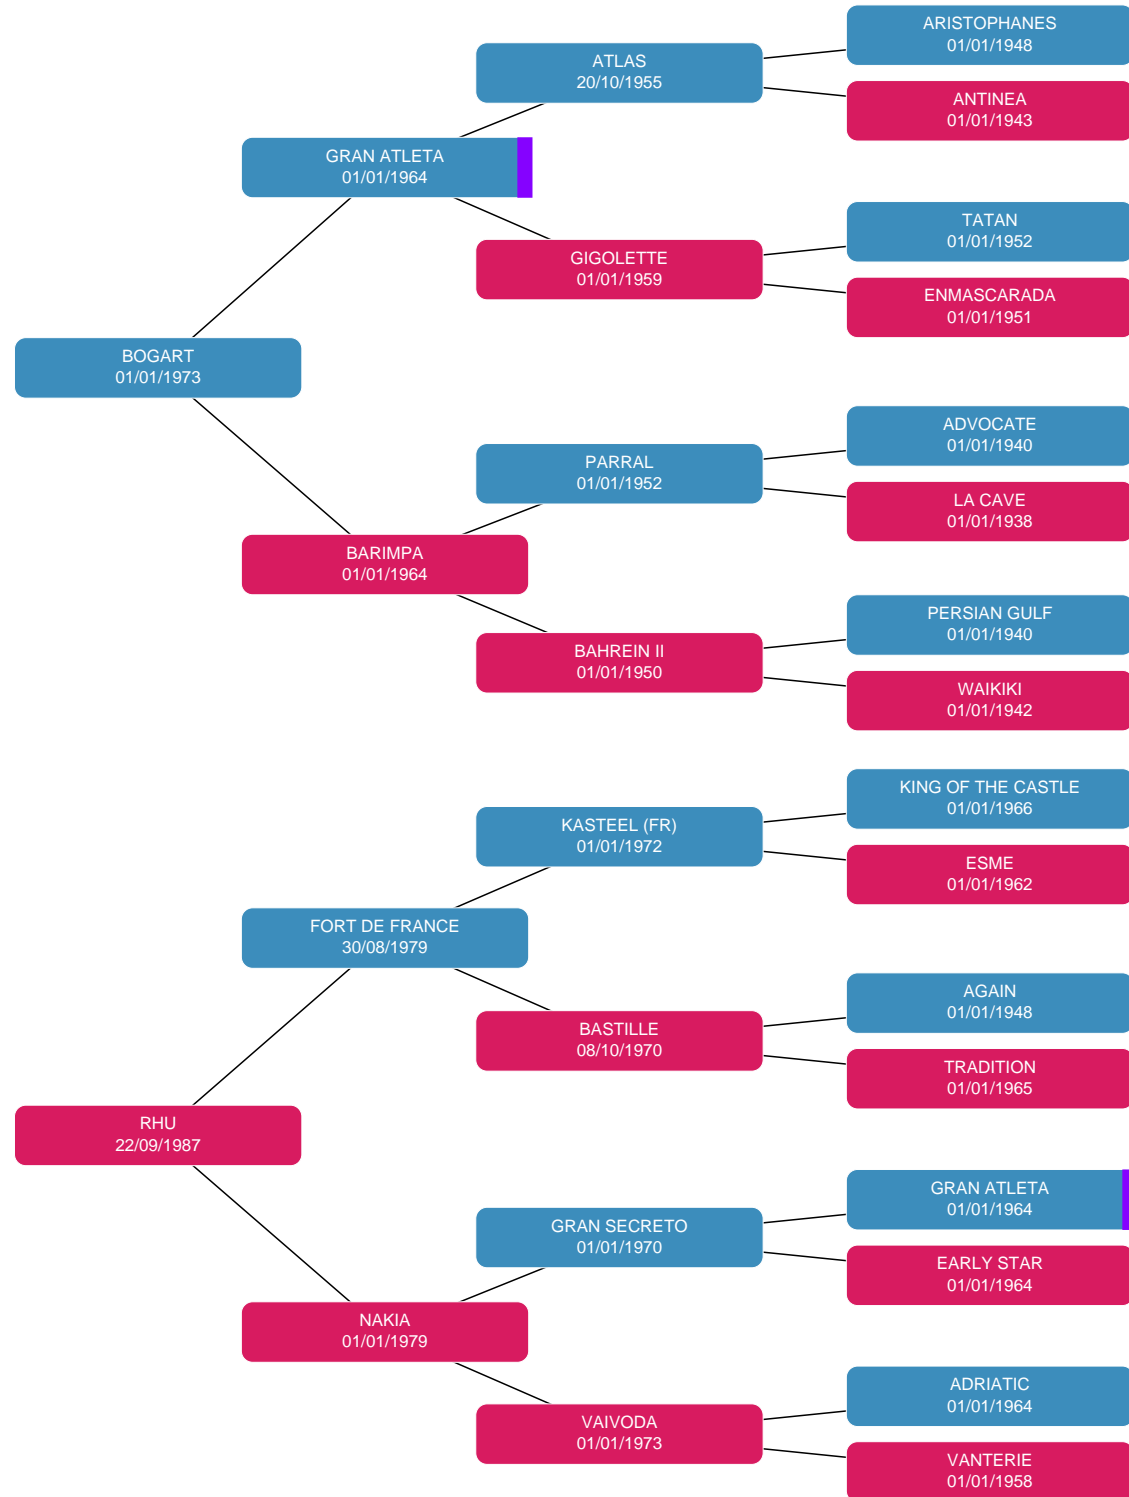 ARISTOPHANES
01/01/1948
ATLAS
20/10/1955
ANTINEA
01/01/1943
GRAN ATLETA
01/01/1964
TATAN
01/01/1952
GIGOLETTE
01/01/1959
ENMASCARADA
01/01/1951
BOGART
01/01/1973
ADVOCATE
01/01/1940
PARRAL
01/01/1952
LA CAVE
01/01/1938
BARIMPA
01/01/1964
PERSIAN GULF
01/01/1940
BAHREIN II
01/01/1950
WAIKIKI
01/01/1942
KING OF THE CASTLE
01/01/1966
KASTEEL (FR)
01/01/1972
ESME
01/01/1962
FORT DE FRANCE
30/08/1979
AGAIN
01/01/1948
BASTILLE
08/10/1970
TRADITION
01/01/1965
RHU
22/09/1987
GRAN ATLETA
01/01/1964
GRAN SECRETO
01/01/1970
EARLY STAR
01/01/1964
NAKIA
01/01/1979
ADRIATIC
01/01/1964
VAIVODA
01/01/1973
VANTERIE
01/01/1958